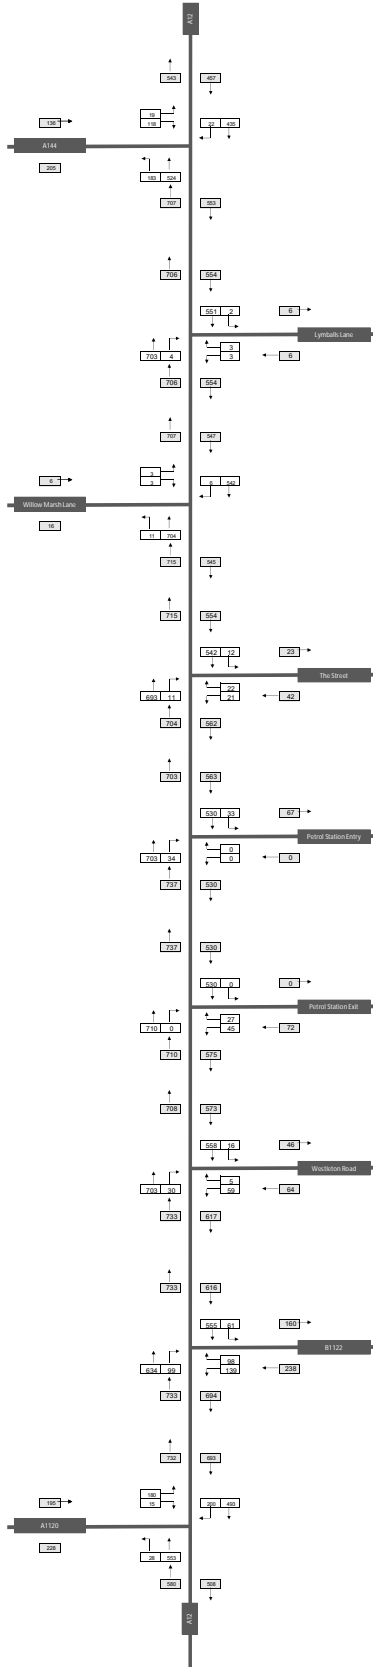 A12
543 457
19
136 118 22 435
A144
205 183 524
707 553
706 554
551 2 6
Lymballs Lane
703 4 3 6
3
706 554
707 547
3
6 3 6 542
Willow Marsh Lane
16 11 704
715 545
715 554
542 12 23
The Street
693 11 22 42
21
704 562
703 563
530 33 67
Petrol Station Entry
703 34 0 0
0
737 530
737 530
530 0 0
Petrol Station Exit
710 0 27 72
45
710 575
708 573
558 16 46
Westleton Road
703 30 5 64
59
733 617
733 616
555 61 160
B1122
634 99 98 238
139
733 694
732 693
180
195 15 200 493
A1120
228 28 553
580 508
A12